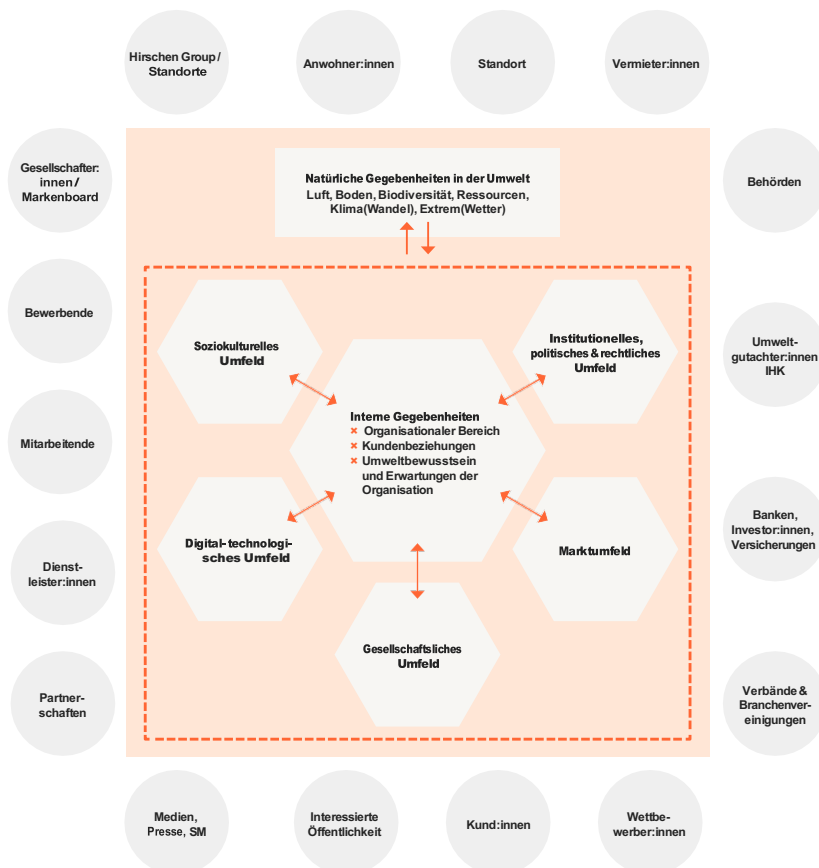 Hirschen Group /
Standorte
Anwohner:innen
Standort
Vermieter:innen
Gesellschafter:
innen /
Markenboard
Bewerbende
Mitarbeitende
Dienst-
leister:innen
Partner-
schaften
Natürliche Gegebenheiten in der Umwelt
Luft, Boden, Biodiversität, Ressourcen,
Klima(Wandel), Extrem(Wetter)
Soziokulturelles
Umfeld
Institutionelles,
politisches & rechtliches
Umfeld
Interne Gegebenheiten
× Organisationaler Bereich
× Kundenbeziehungen
× Umweltbewusstsein
und Erwartungen der
Organisation
Digital-technologi-
sches Umfeld
Marktumfeld
Gesellschaftsliches
Umfeld
Behörden
Umwelt-
gutachter:innen
IHK
Banken,
Investor:innen,
Versicherungen
Verbände &
Branchenver-
einigungen
Medien,
Presse, SM
Interessierte
Öffentlichkeit
Kund:innen
Wettbe-
werber:innen